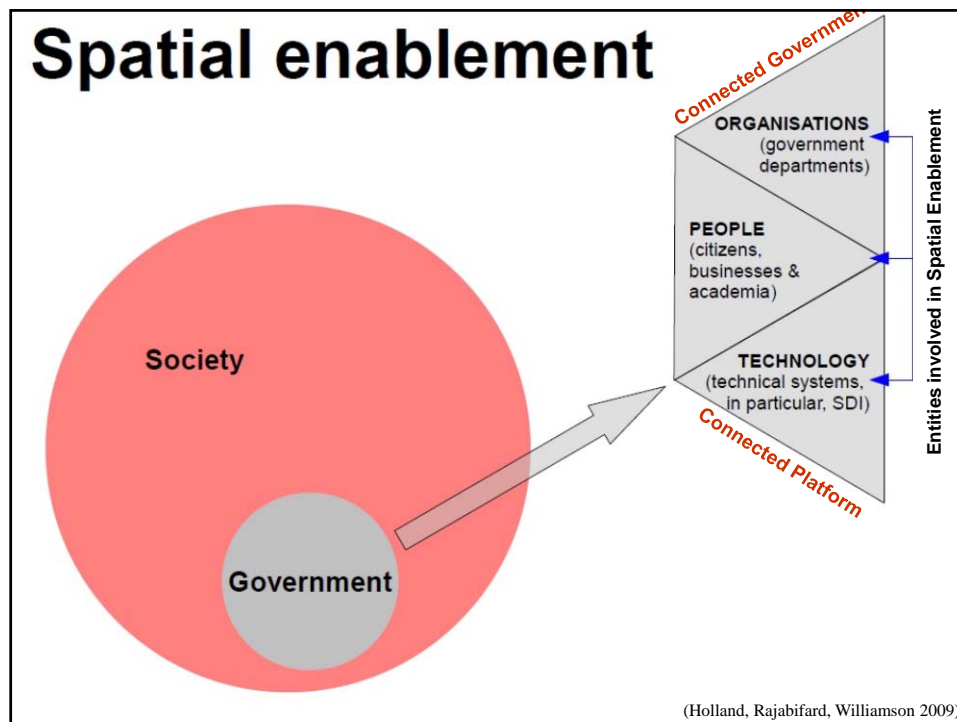 Spatial enablement
Connected Government
ORGANISATIONS
(government
departments)
PEOPLE
(citizens,
businesses &
academia)
TECHNOLOGY
(technical systems,
in particular, SDI)
Connected Platform
Entities involved in Spatial Enablement
Society
Government
(Holland, Rajabifard, Williamson 2009)